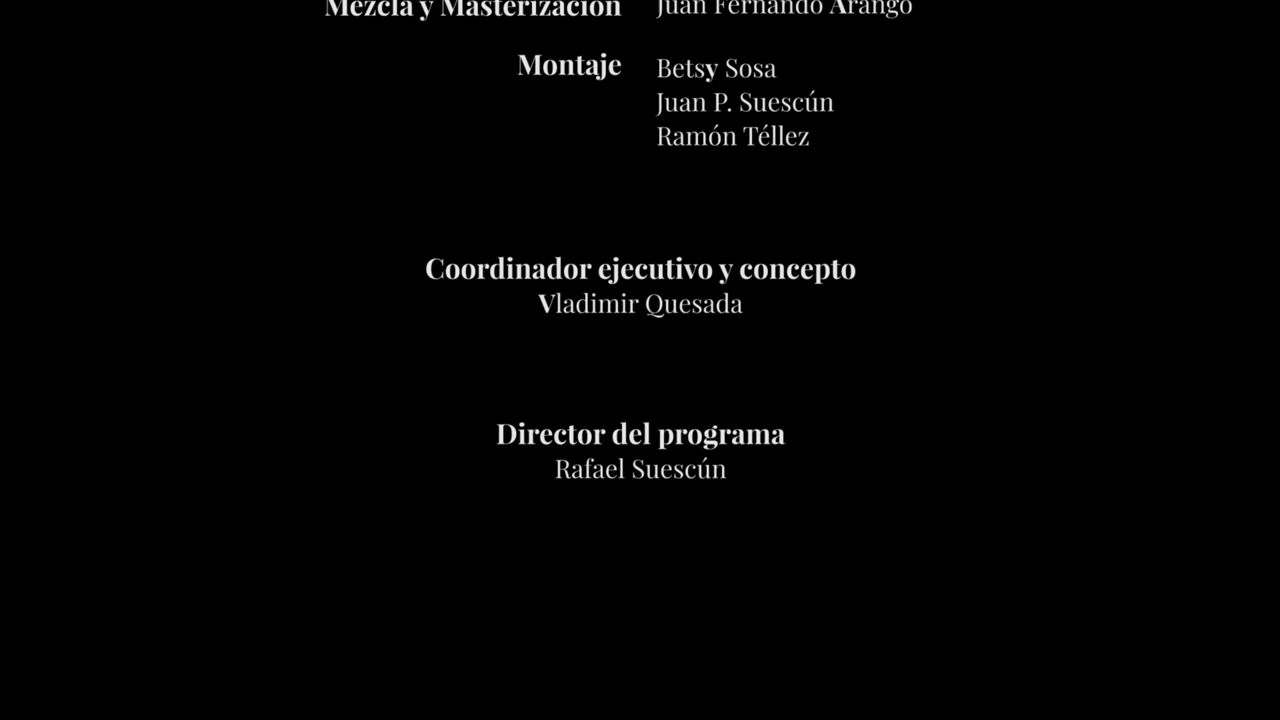 Mezcla y Masterización Juan Fernando Arango
Montaje Betsy Sosa
Juan P. Suescún
Ramón Téllez
Coordinador ejecutivo y concepto
Vladimir Quesada
Director del programa
Rafael Suescún